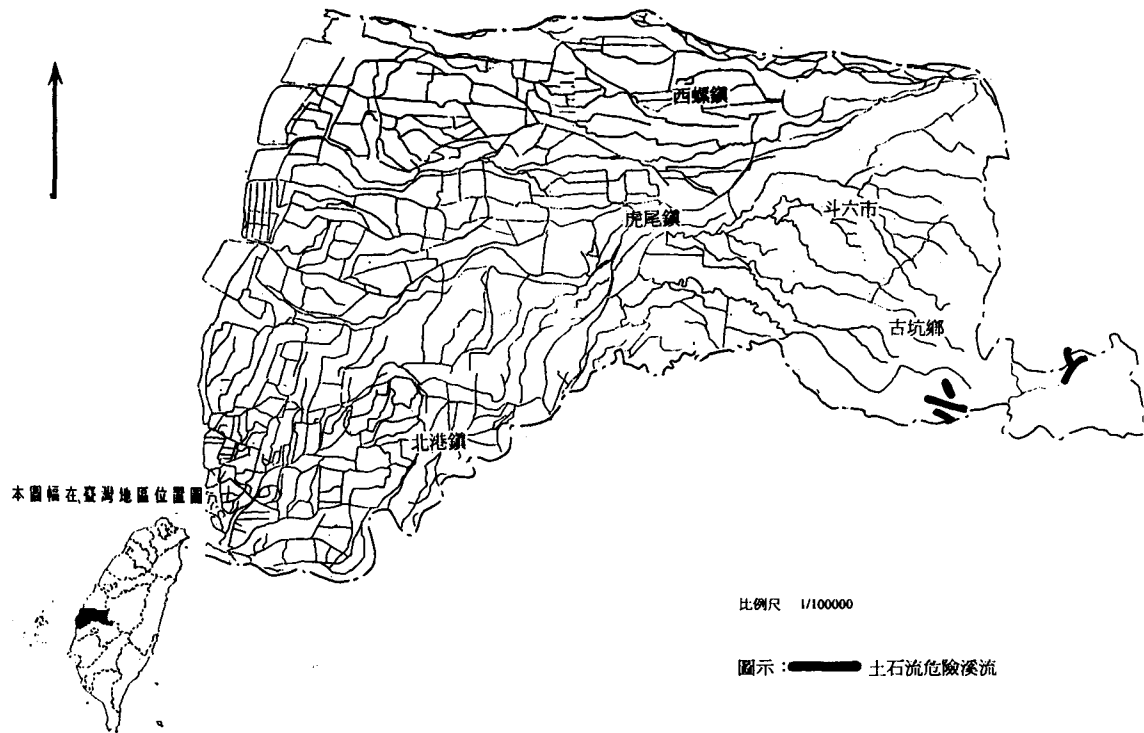 西螺鎮
虎尾鎮
斗六市
古坑鄉
北港鎮
本圖幅在臺灣地區位置圖
比例尺 1/100000
圖示：土石流危險溪流